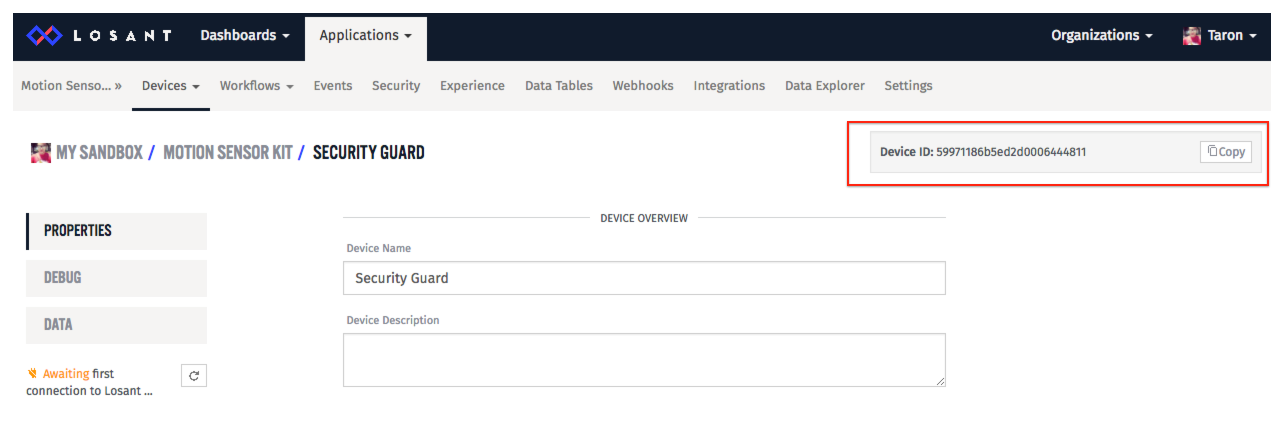 LOSANT Dashboards Applications Organizations Taron
Motion Senso... » Devices Workflows Events Security Experience Data Tables Webhooks Integrations Data Explorer Settings
MY SANDBOX / MOTION SENSOR KIT / SECURITY GUARD
Device ID: 59971186b5ed2d0006444811 Copy
PROPERTIES
DEBUG
DATA
Awaiting first
connection to Losant ...
DEVICE OVERVIEW
Device Name
Security Guard
Device Description